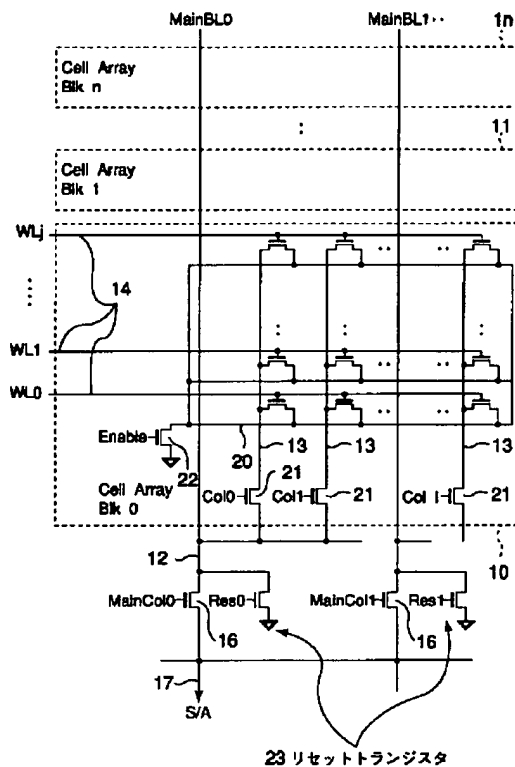 MainBL0 MainBL1‥ 1n
Cell Array
Blk n
11
Cell Array
Blk 1
WLj
14
WL1
WL0
Enable
22
20
13 13 13
21
Cell Array
Blk 0
Col0 Col1 21 Col i 21
12
10
MainCol0 Res0 MainCol1 Res1
16 16
17
S/A
23 リセットトランジスタ